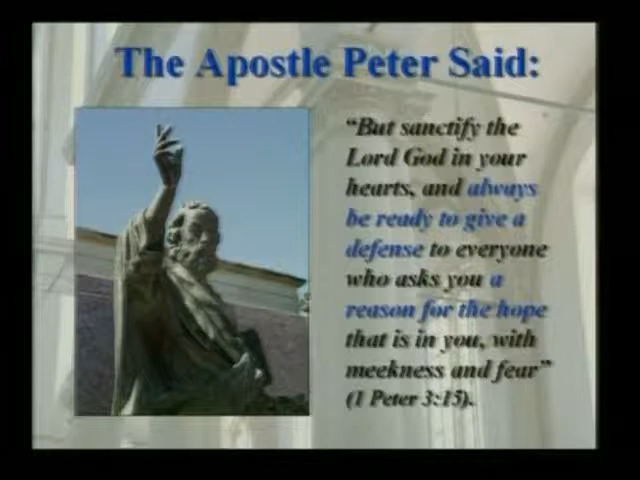 The Apostle Peter Said:
“But sanctify the
Lord God in your
hearts, and always
be ready to give a
defense to everyone
who asks you a
reason for the hope
that is in you, with
meekness and fear”
(1 Peter 3:15).